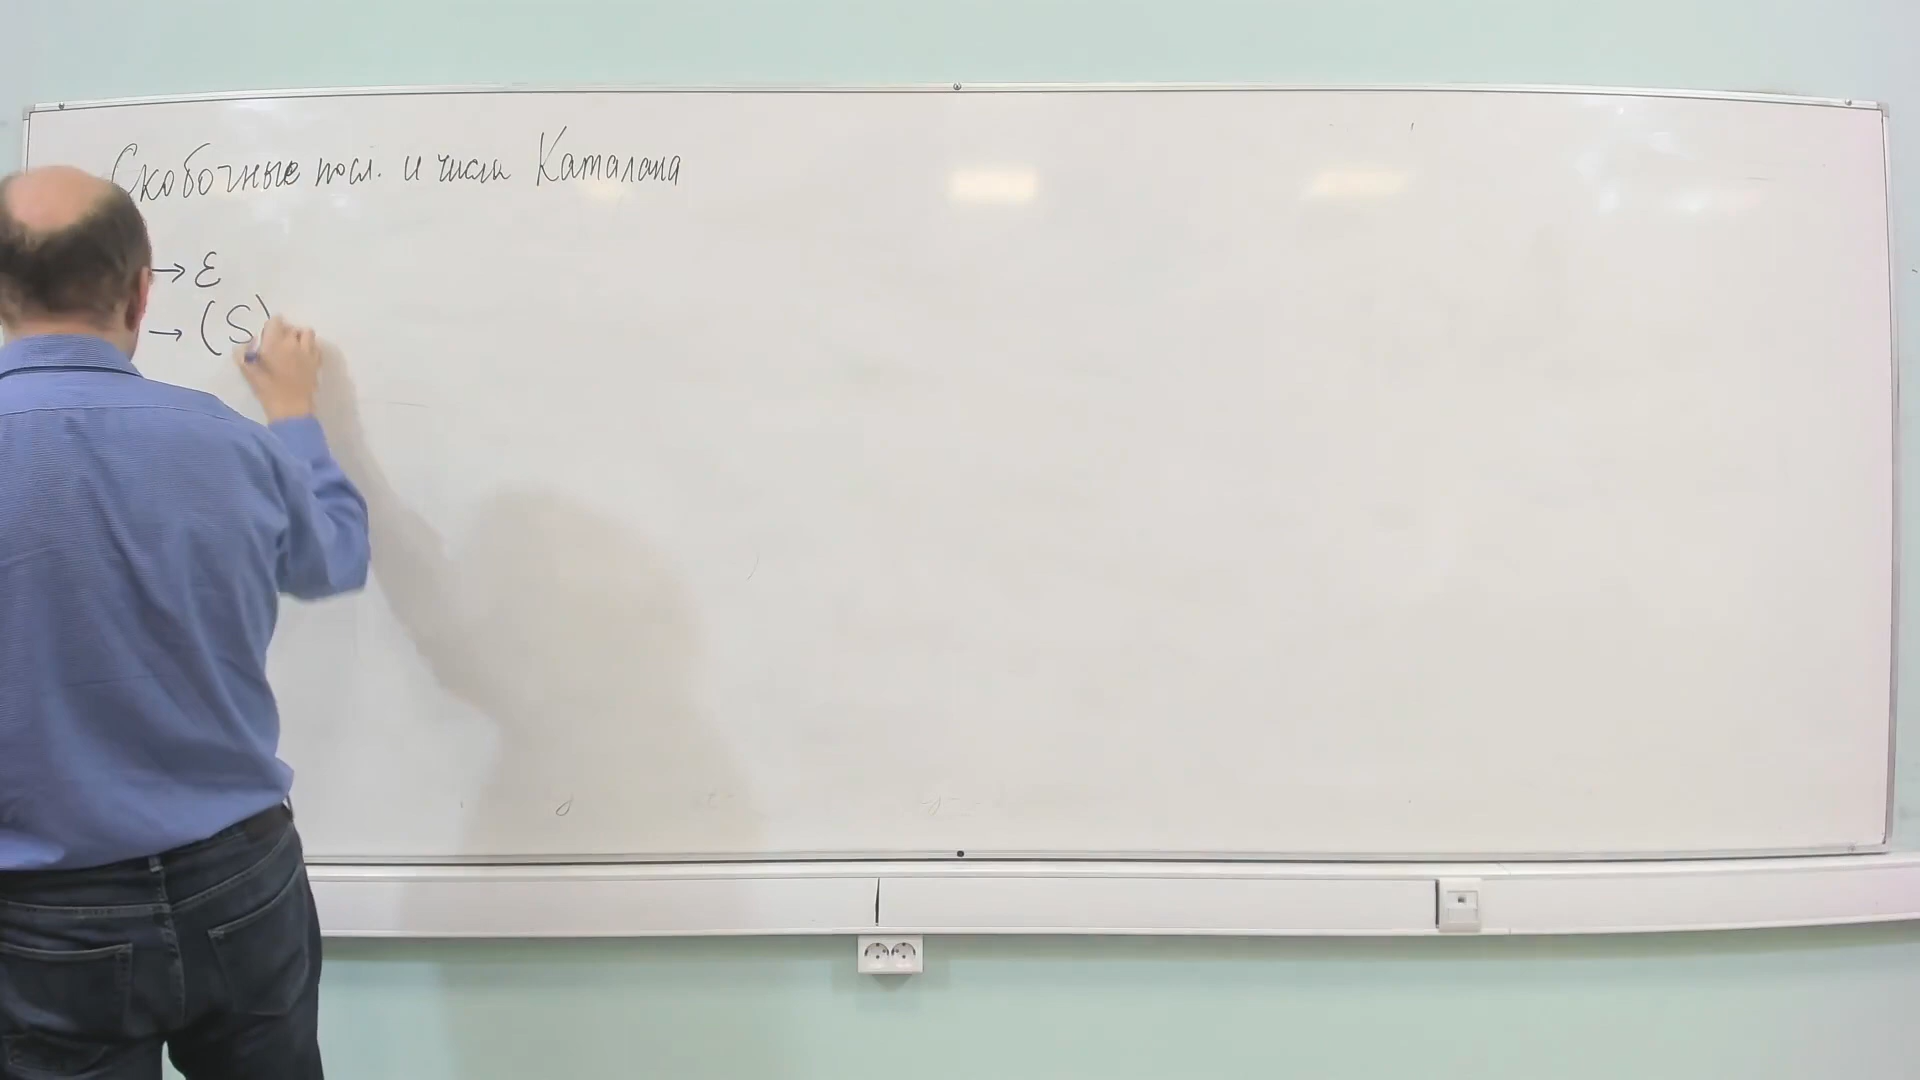 Скобочные посл. и числа Каталана
→ ε
→ (S)